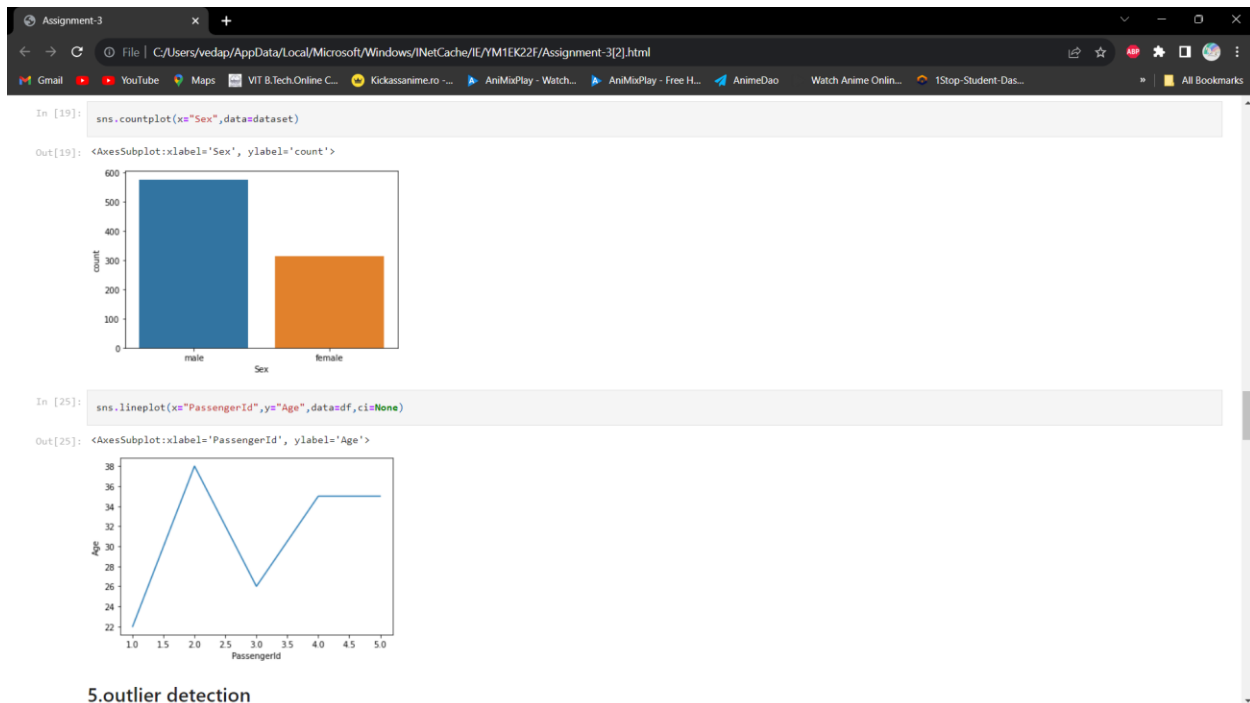 Assignment-3
File | C:/Users/vedap/AppData/Local/Microsoft/Windows/INetCache/IE/YM1EK22F/Assignment-3[2].html
ABP
Gmail YouTube Maps VIT B.Tech.Online C... Kickassanime.ro -... AniMixPlay - Watch... AniMixPlay - Free H... AnimeDao Watch Anime Onlin... 1Stop-Student-Das... » All Bookmarks
In [19]: sns.countplot(x="Sex",data=dataset)
Out[19]: <AxesSubplot:xlabel='Sex', ylabel='count'>
600
500
400
300
200
100
0
count
male female
Sex
In [25]: sns.lineplot(x="PassengerId",y="Age",data=df,ci=None)
Out[25]: <AxesSubplot:xlabel='PassengerId', ylabel='Age'>
38
36
34
32
30
28
26
24
22
Age
1.0 1.5 2.0 2.5 3.0 3.5 4.0 4.5 5.0
PassengerId
5.outlier detection